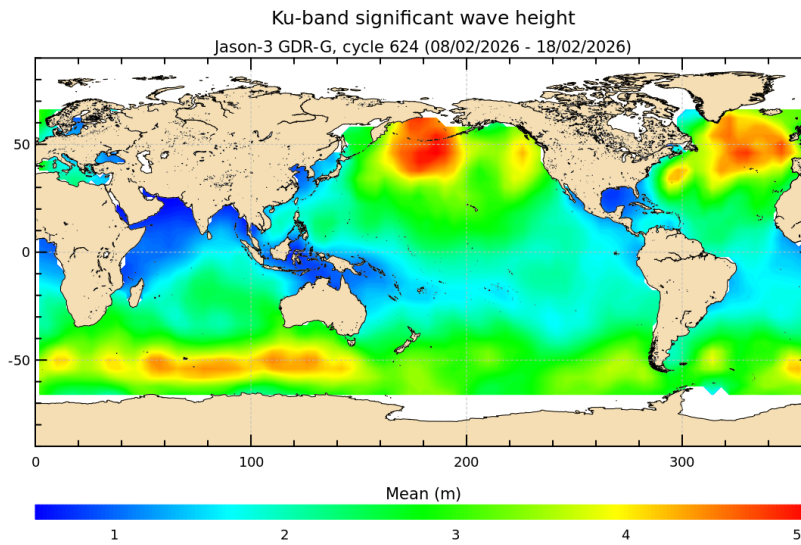 Ku-band significant wave height
Jason-3 GDR-G, cycle 624 (08/02/2026 - 18/02/2026)
50
0
-50
0 100 200 300
Mean (m)
1 2 3 4 5